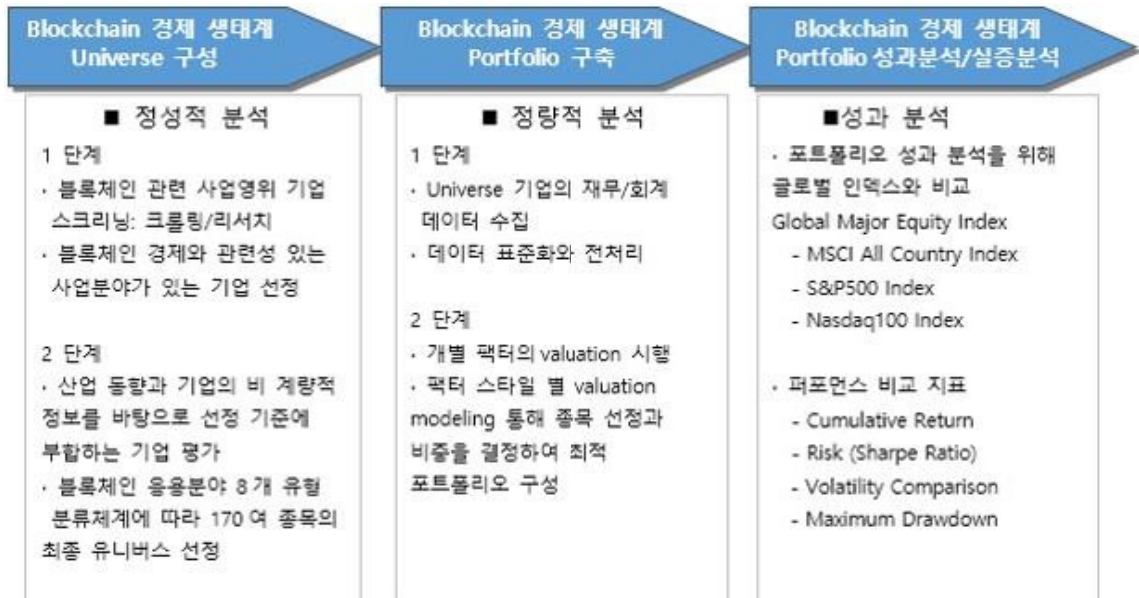 Blockchain 경제 생태계
Universe 구성
■ 정성적 분석
1 단계
· 블록체인 관련 사업영위 기업
스크리닝: 크롤링/리서치
· 블록체인 경제와 관련성 있는
사업분야가 있는 기업 선정
2 단계
· 산업 동향과 기업의 비 계량적
정보를 바탕으로 선정 기준에
부합하는 기업 평가
· 블록체인 응용분야 8개 유형
분류체계에 따라 170여 종목의
최종 유니버스 선정
Blockchain 경제 생태계
Portfolio 구축
■ 정량적 분석
1 단계
· Universe 기업의 재무/회계
데이터 수집
· 데이터 표준화와 전처리
2 단계
· 개별 팩터의 valuation 시행
· 팩터 스타일 별 valuation
modeling 통해 종목 선정과
비중을 결정하여 최적
포트폴리오 구성
Blockchain 경제 생태계
Portfolio 성과분석/실증분석
■성과 분석
· 포트폴리오 성과 분석을 위해
글로벌 인덱스와 비교
Global Major Equity Index
- MSCI All Country Index
- S&P500 Index
- Nasdaq100 Index
· 퍼포먼스 비교 지표
- Cumulative Return
- Risk (Sharpe Ratio)
- Volatility Comparison
- Maximum Drawdown